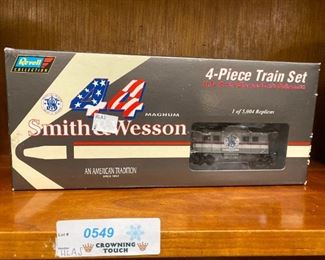 Revell
COLLECTION
4-Piece Train Set
44
MAGNUM
1 of 5,004 Replicas
Smith & Wesson
AN AMERICAN TRADITION
Lot #
0549
CROWNING
TOUCH